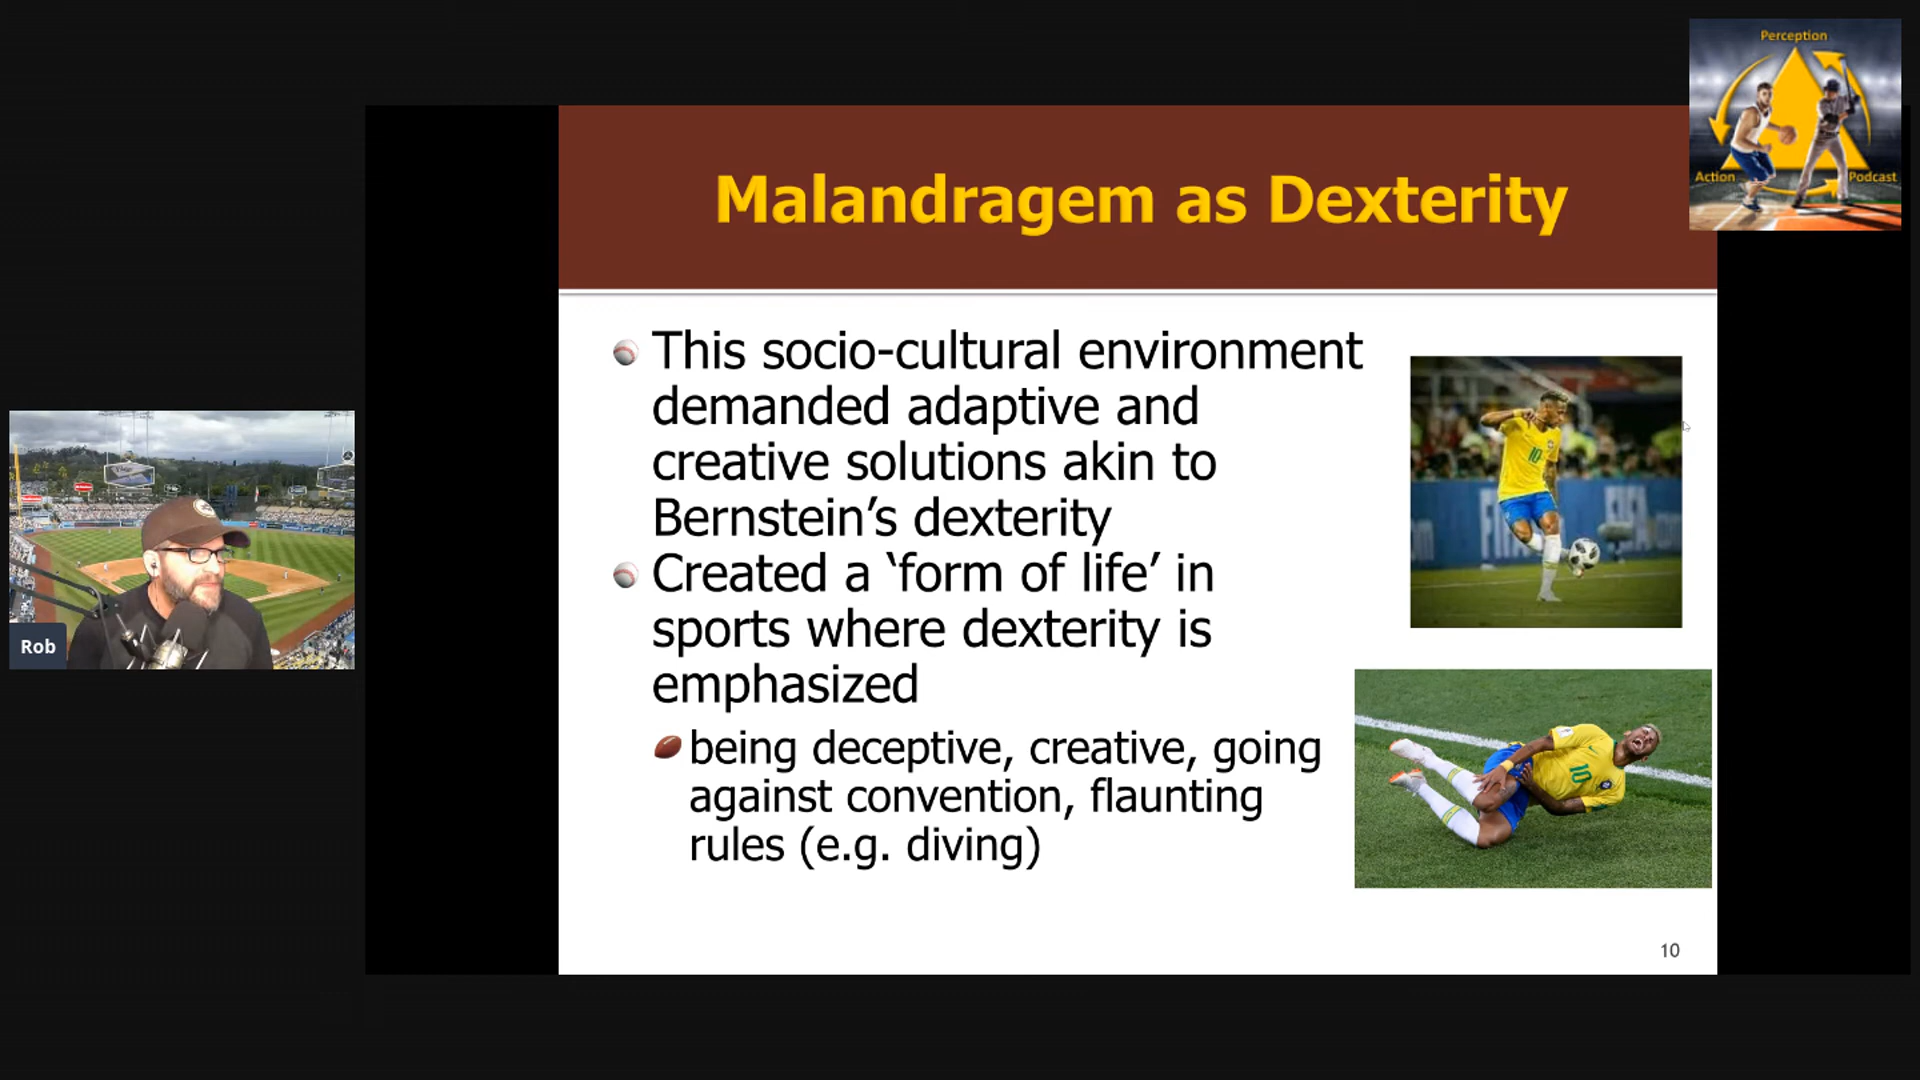 Perception
Action
Podcast
Malandragem as Dexterity
This socio-cultural environment
demanded adaptive and
creative solutions akin to
Bernstein’s dexterity
Created a ‘form of life’ in
sports where dexterity is
emphasized
being deceptive, creative, going
against convention, flaunting
rules (e.g. diving)
10
10
10
Rob